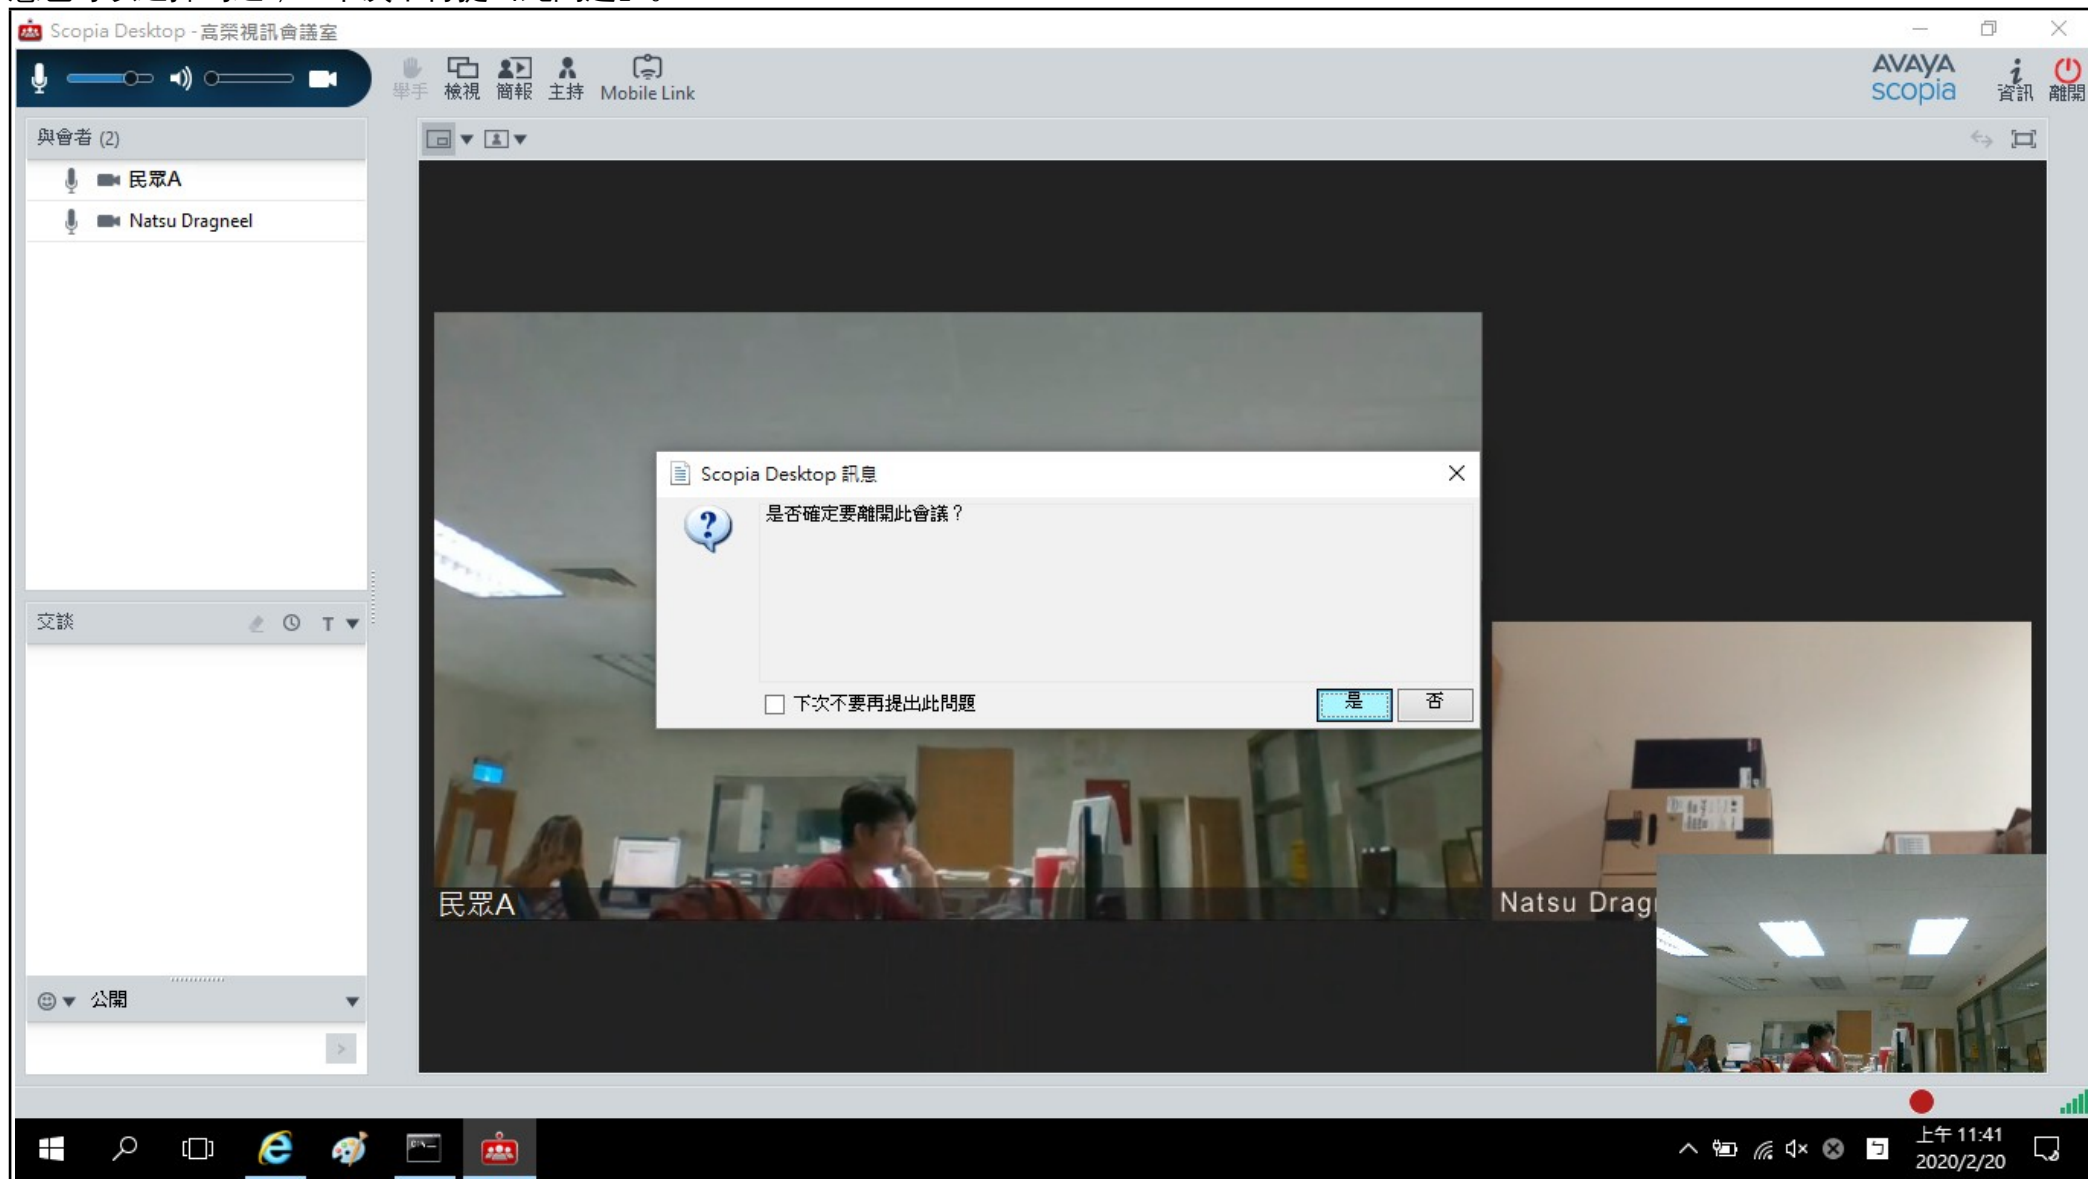 Scopia Desktop - 高榮視訊會議室
舉手 檢視 簡報 主持 Mobile Link
AVAYA
scopia
資訊 離開
與會者 (2)
民眾A
Natsu Dragneel
Scopia Desktop 訊息
是否確定要離開此會議？
下次不要再提出此問題
是 否
交談
T
民眾A
Natsu Drag
公開
上午 11:41
2020/2/20